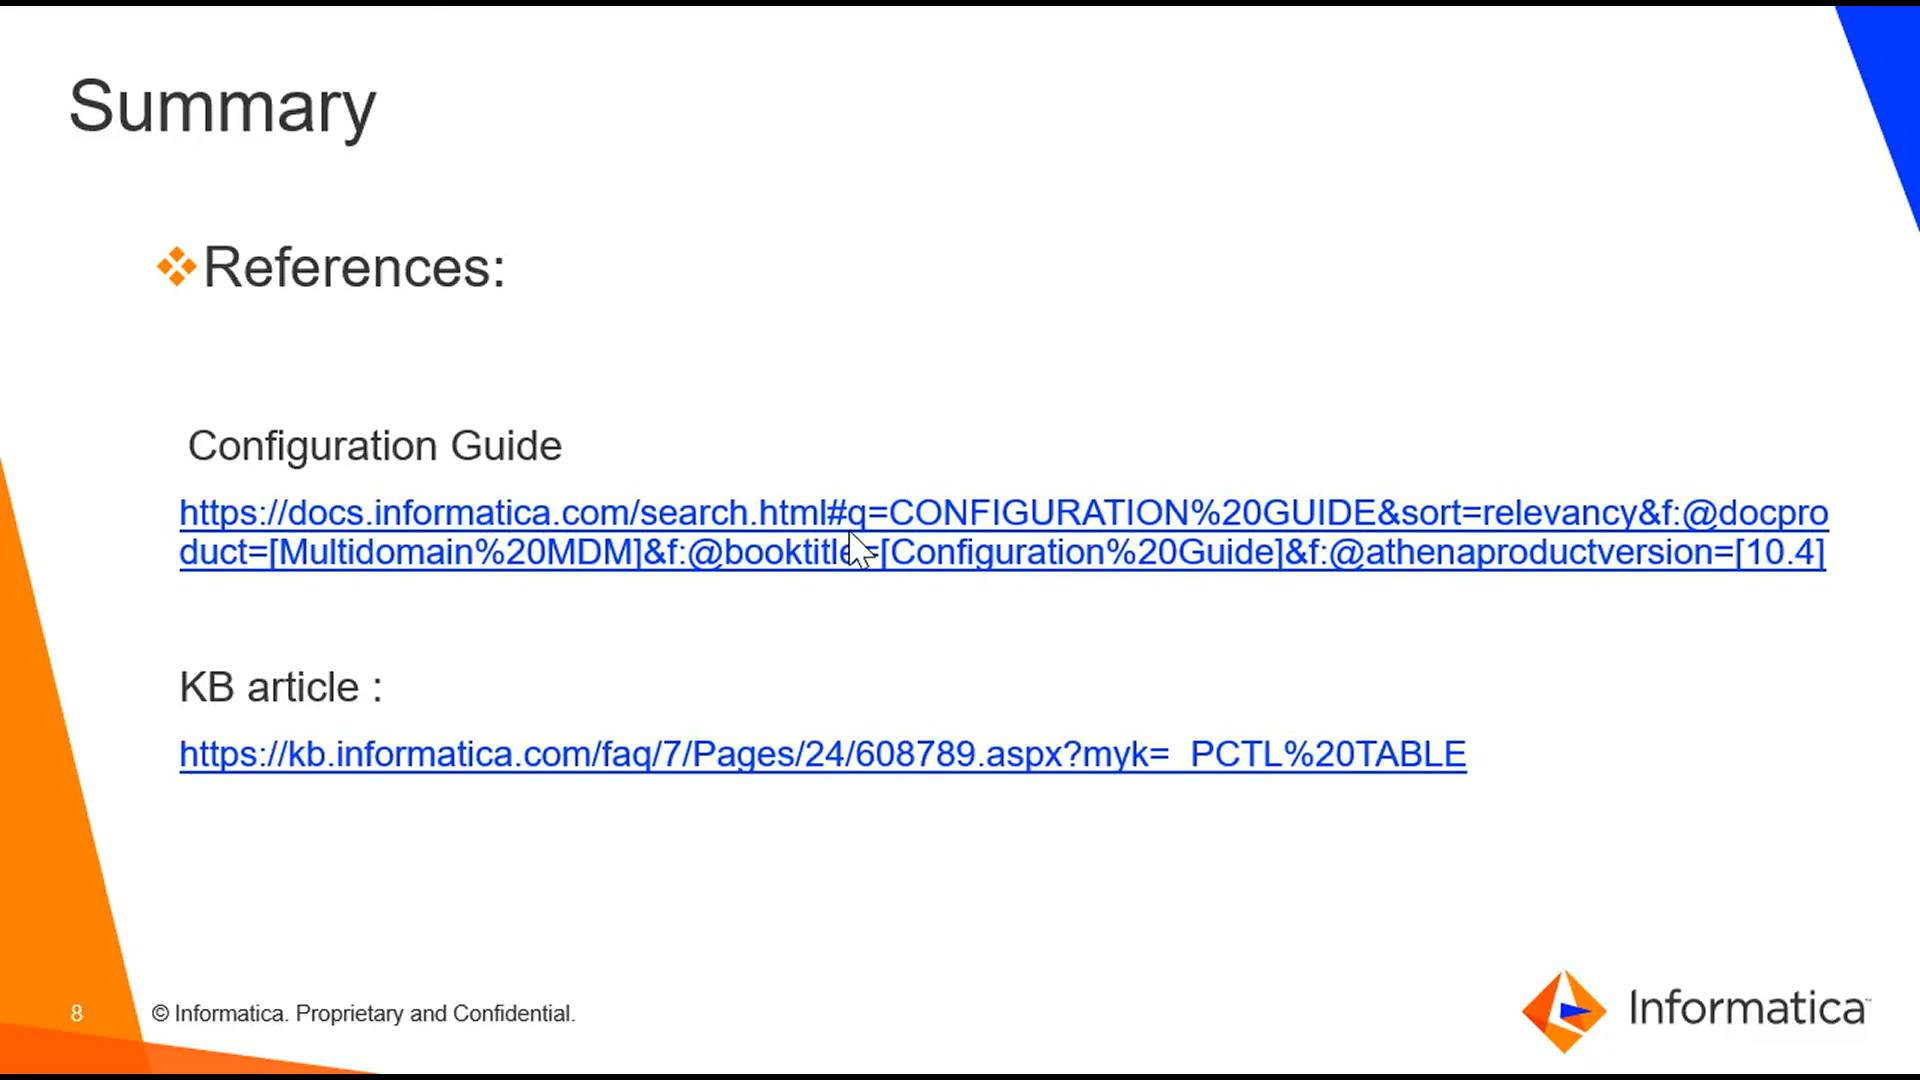 Summary
❖References:
Configuration Guide
https://docs.informatica.com/search.html#q=CONFIGURATION%20GUIDE&sort=relevancy&f:@docpro
duct=[Multidomain%20MDM]&f:@booktitle=[Configuration%20Guide]&f:@athenaproductversion=[10.4]
KB article :
https://kb.informatica.com/faq/7/Pages/24/608789.aspx?myk=_PCTL%20TABLE
8
© Informatica. Proprietary and Confidential.
Informatica™